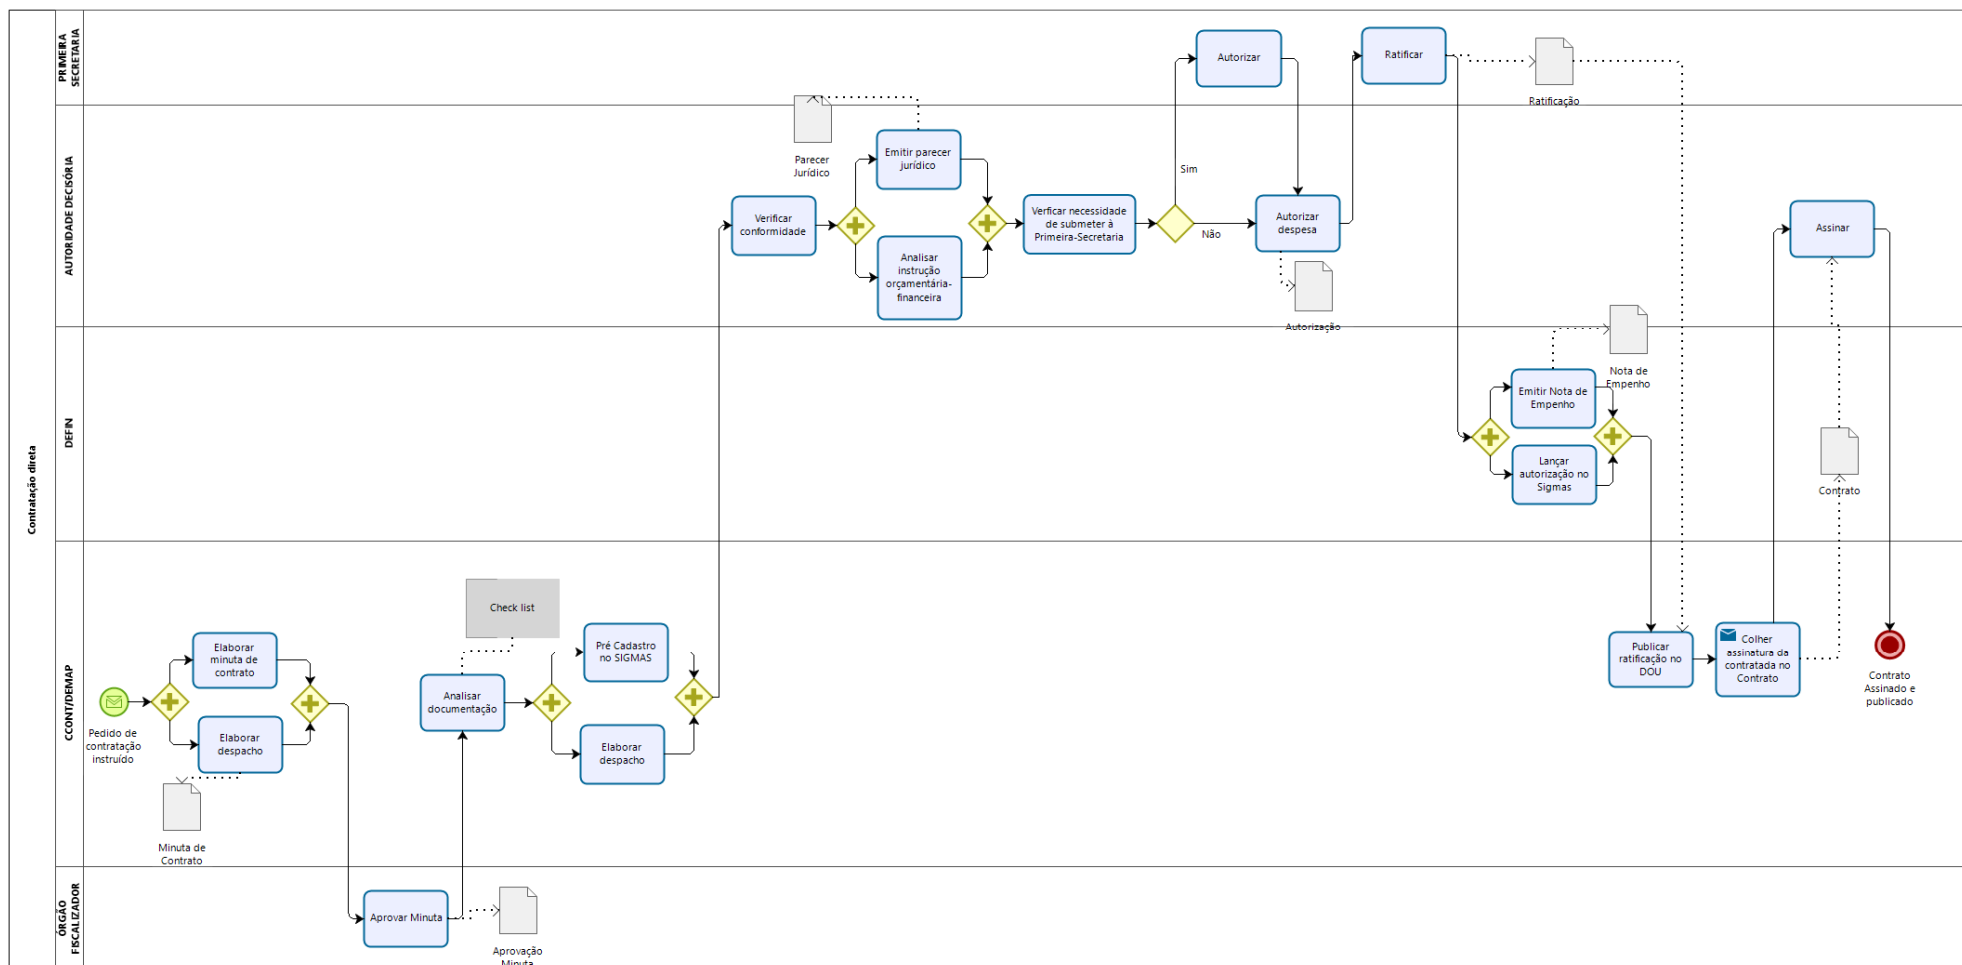 Contratação direta
PRIMEIRA
SECRETARIA
Autorizar
Ratificar
Ratificação
AUTORIDADE DECISÓRIA
Parecer
Jurídico
Emitir parecer
jurídico
Verificar
conformidade
Analisar
instrução
orçamentária-
financeira
Verficar necessidade
de submeter à
Primeira-Secretaria
Sim
Não
Autorizar
despesa
Autorização
Assinar
DEFIN
Nota de
Empenho
Emitir Nota de
Empenho
Lançar
autorização no
Sigmas
Contrato
CCONT/DEMAP
Pedido de
contratação
instruído
Elaborar
minuta de
contrato
Elaborar
despacho
Minuta de
Contrato
Check list
Analisar
documentação
Pré Cadastro
no SIGMAS
Elaborar
despacho
Publicar
ratificação no
DOU
Colher
assinatura da
contratada no
Contrato
Contrato
Assinado e
publicado
ÓRGÃO
FISCALIZADOR
Aprovar Minuta
Aprovação
Minuta